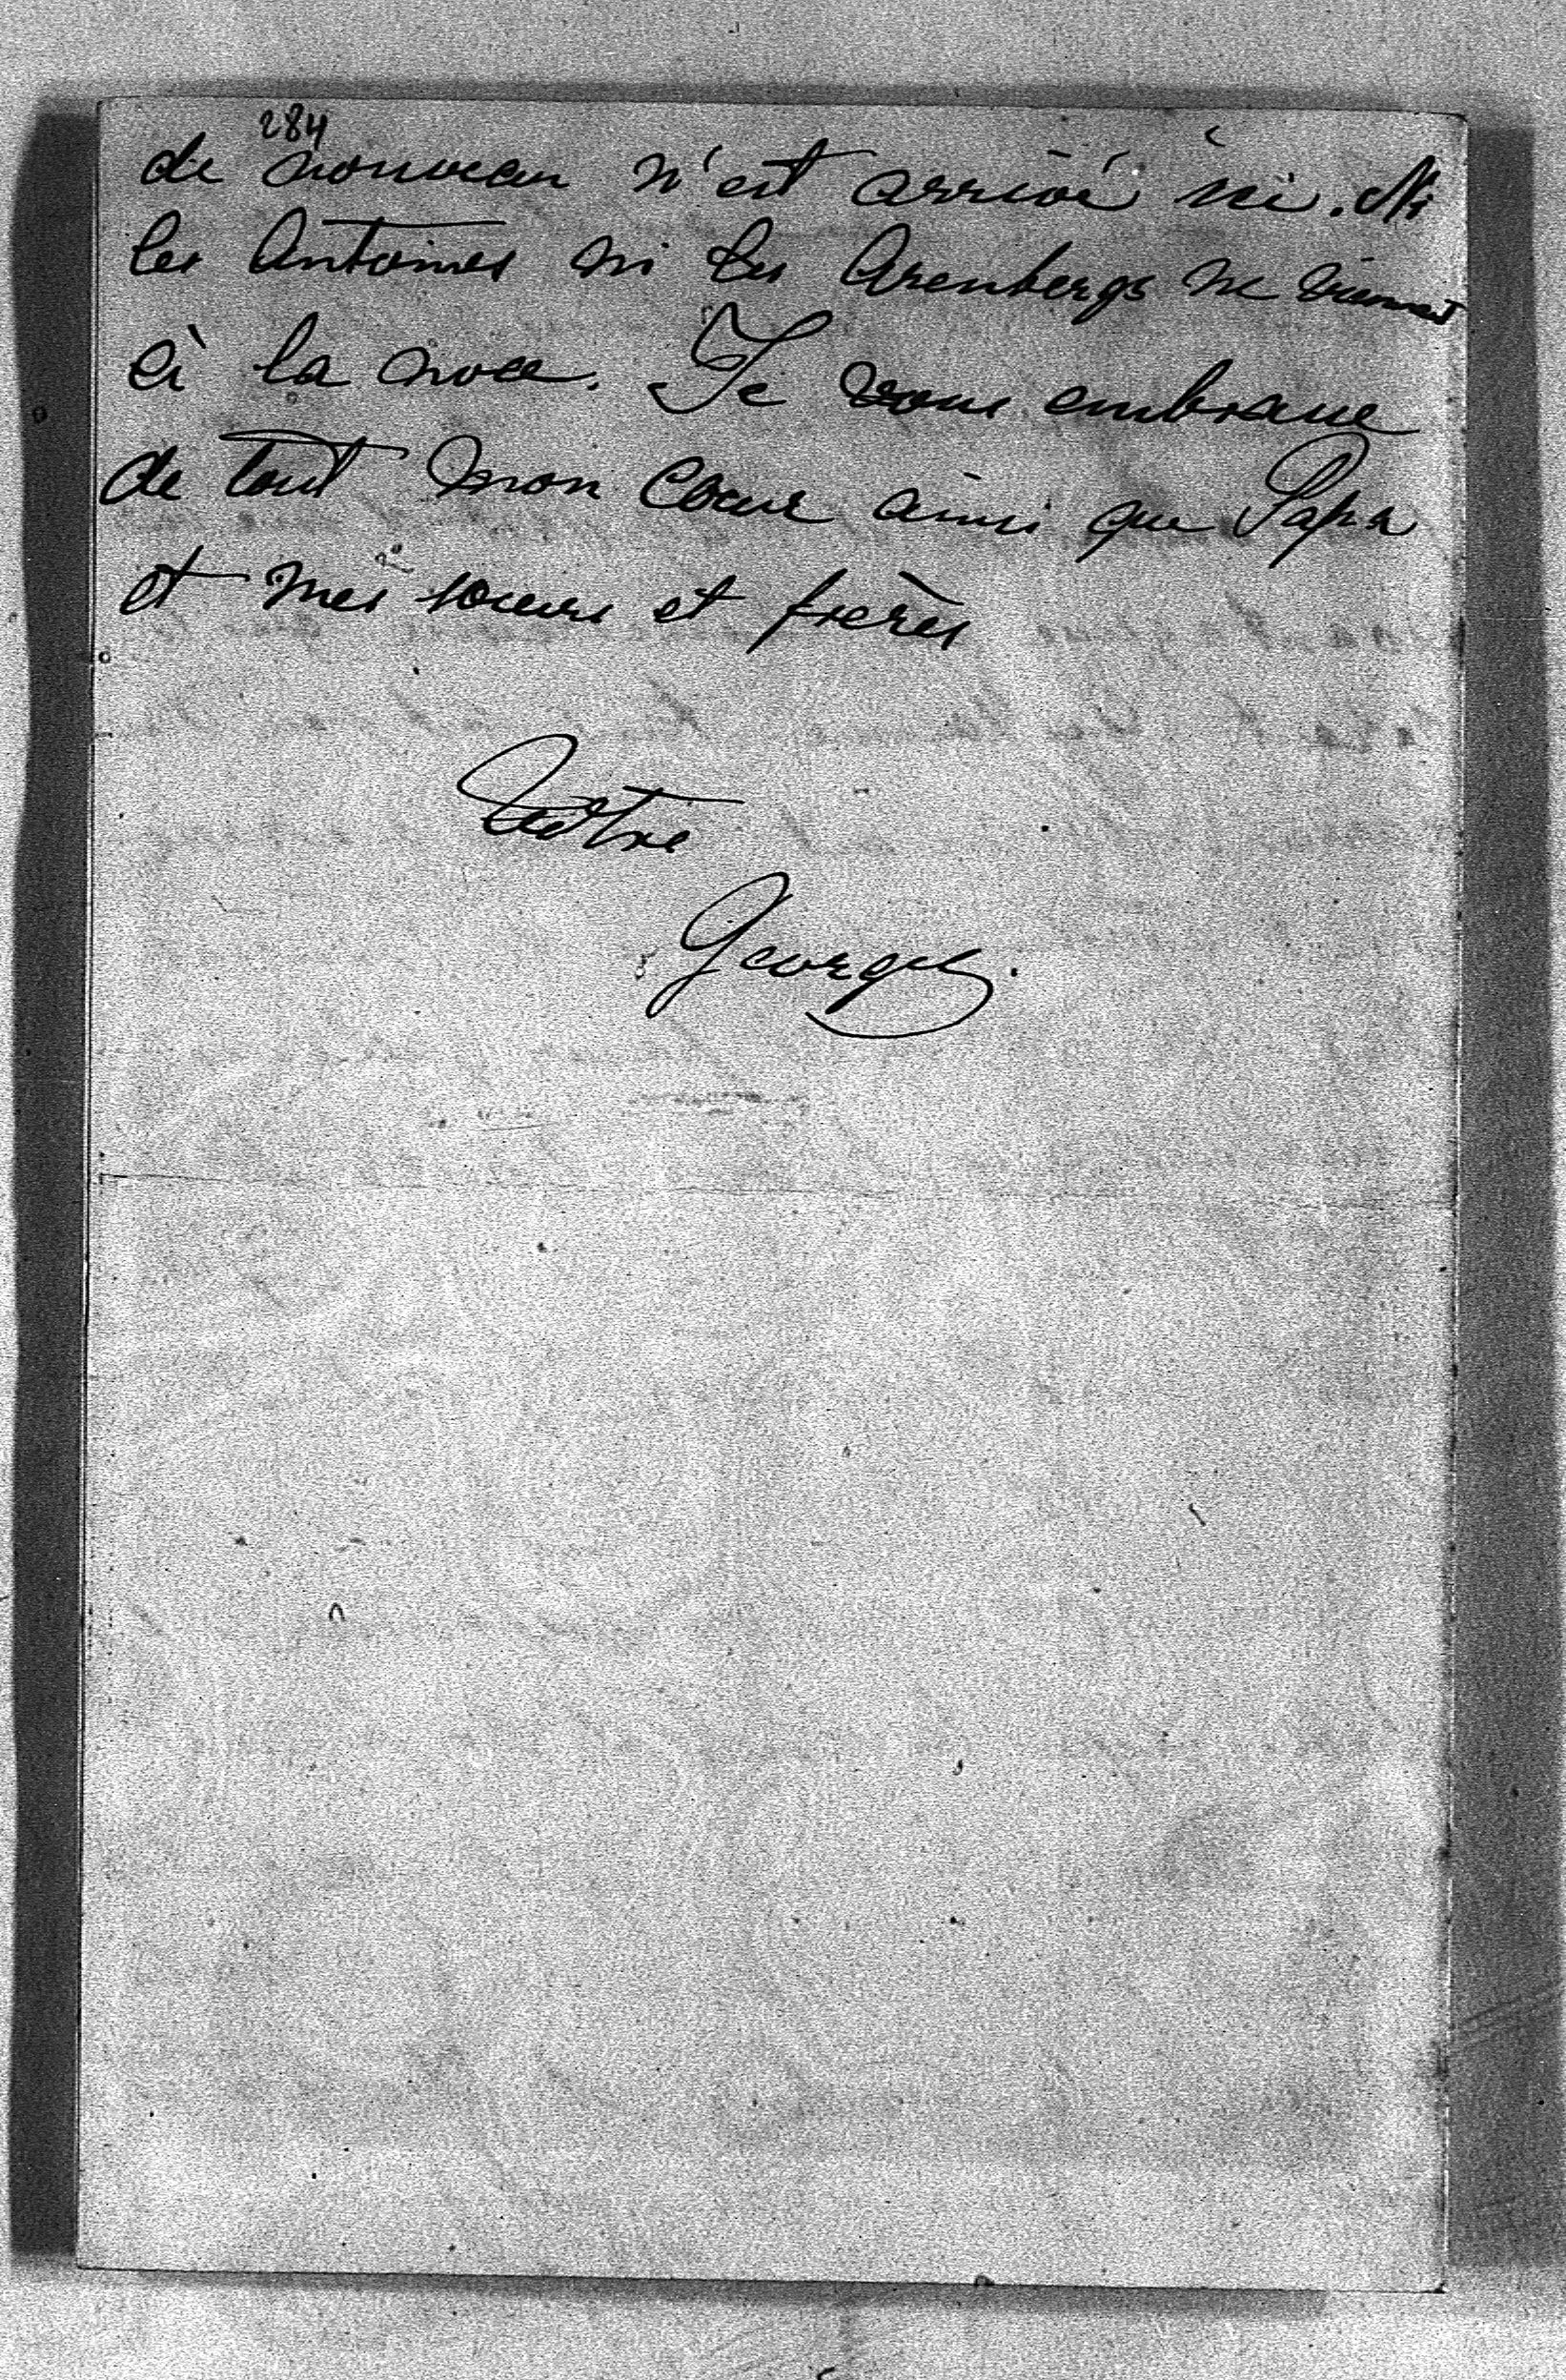 284
de nouveau n'est arrivé ici. Ni
les Antoines ni les Arenbergs ne viennent
à la noce. Je vous embrasse
de tout mon coeur ainsi que Papa
et mes soeurs et frères
Vôtre
Georges.